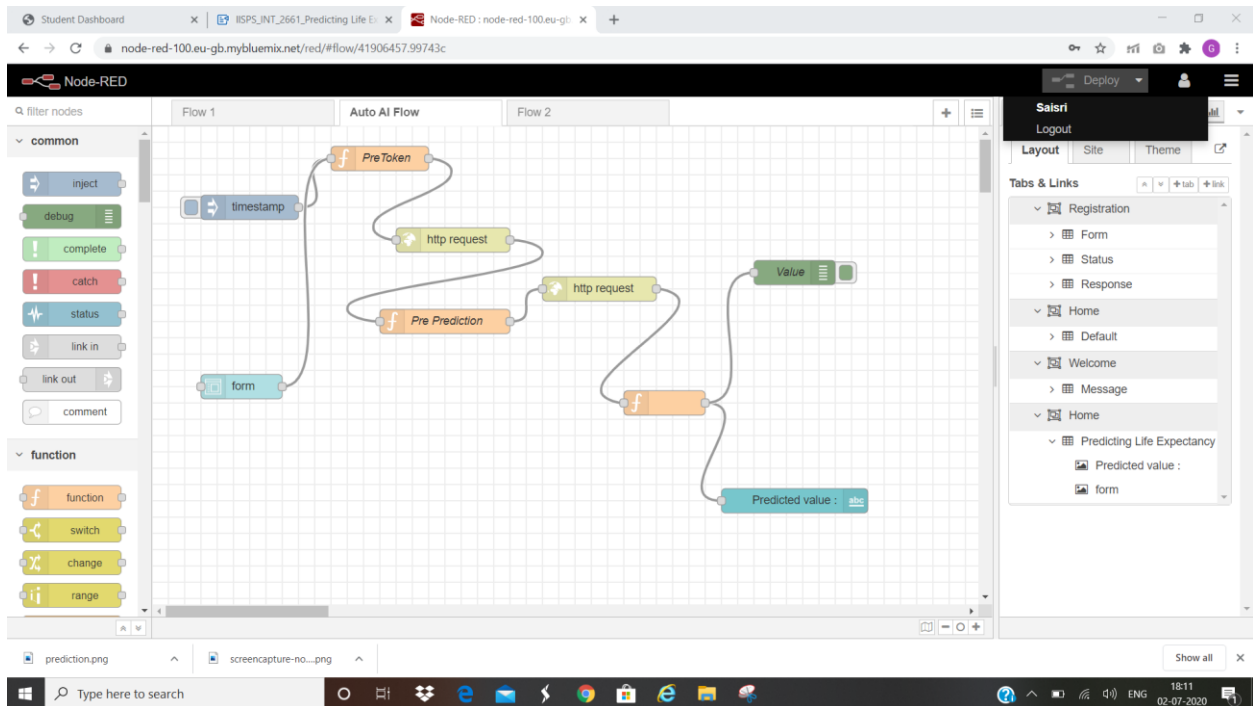 Student Dashboard
IISPS_INT_2661_Predicting Life Ex
Node-RED : node-red-100.eu-gb
node-red-100.eu-gb.mybluemix.net/red/#flow/41906457.99743c
G
Node-RED
Deploy
filter nodes
Flow 1
Auto AI Flow
Flow 2
Saisri
Logout
common
inject
debug
complete
catch
status
link in
link out
comment
function
function
switch
change
range
PreToken
timestamp
http request
http request
Value
Pre Prediction
form
Predicted value :
abc
Layout
Site
Theme
Tabs & Links
+ tab
+ link
Registration
Form
Status
Response
Home
Default
Welcome
Message
Home
Predicting Life Expectancy
Predicted value :
form
prediction.png
screencapture-no....png
Show all
Type here to search
ENG
18:11
02-07-2020
1